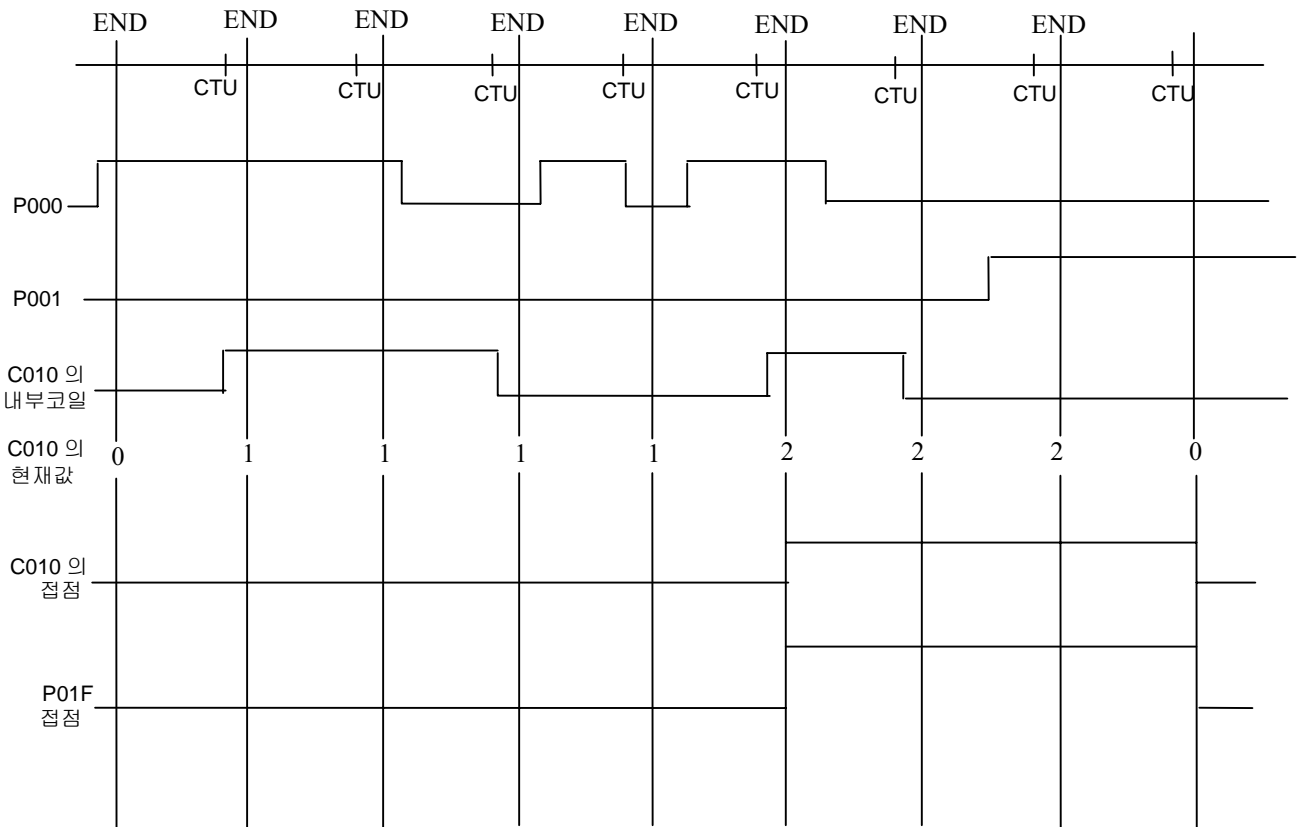 END END END END END END END END
CTU CTU CTU CTU CTU CTU CTU CTU
P000
P001
C010 의
내부코일
C010 의
현재값
0 1 1 1 1 2 2 2 0
C010 의
접점
P01F
접점